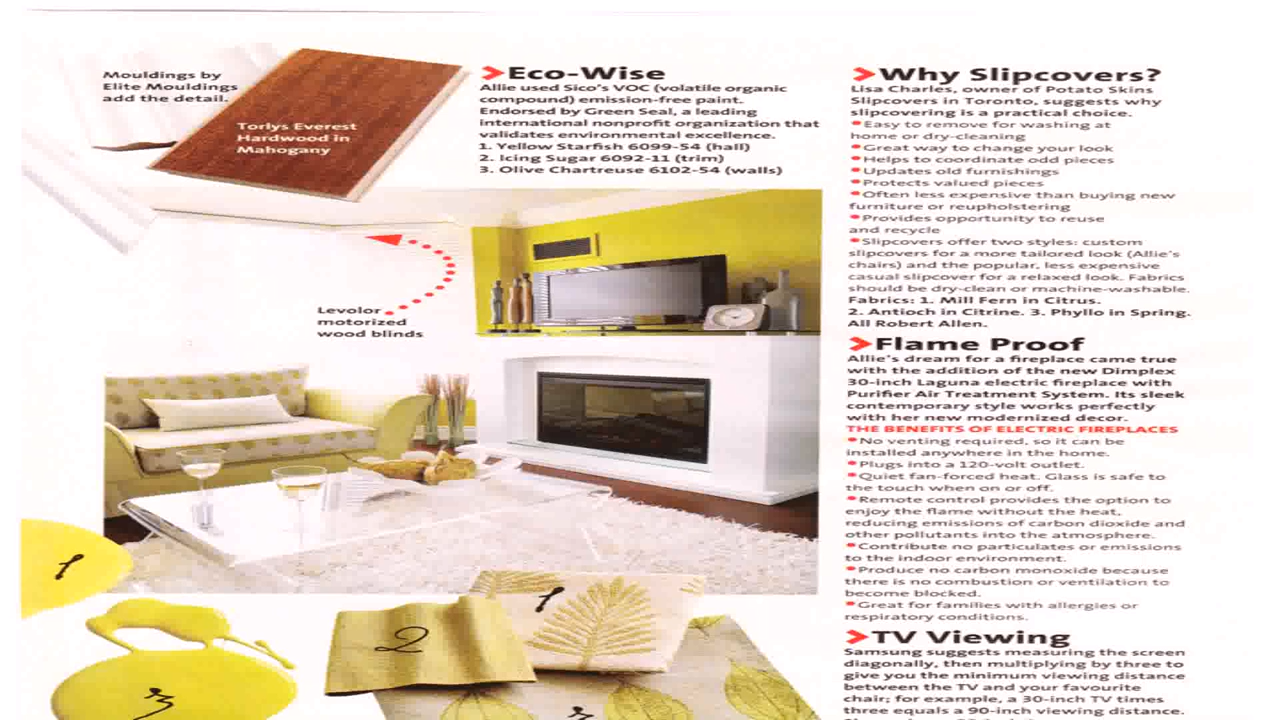 Mouldings by
Elite Mouldings
add the detail.
Torlys Everest
Hardwood in
Mahogany
Eco-Wise
Allie used Sico's VOC (volatile organic
compound) emission-free paint.
Endorsed by Green Seal, a leading
international nonprofit organization that
validates environmental excellence.
1. Yellow Starfish 6099-54 (hall)
2. Icing Sugar 6092-11 (trim)
3. Olive Chartreuse 6102-54 (walls)
Levolor
motorized
wood blinds
1
3
2
1
3
Why Slipcovers?
Lisa Charles, owner of Potato Skins
Slipcovers in Toronto, suggests why
slipcovering is a practical choice.
•Easy to remove for washing at
home or dry-cleaning
•Great way to change your look
•Helps to coordinate odd pieces
•Updates old furnishings
•Protects valued pieces
•Often less expensive than buying new
furniture or reupholstering
•Provides opportunity to reuse
and recycle
•Slipcovers offer two styles: custom
slipcovers for a more tailored look (Allie's
chairs) and the popular, less expensive
casual slipcover for a relaxed look. Fabrics
should be dry-clean or machine-washable.
Fabrics: 1. Mill Fern in Citrus.
2. Antioch in Citrine. 3. Phyllo in Spring.
All Robert Allen.
Flame Proof
Allie's dream for a fireplace came true
with the addition of the new Dimplex
30-inch Laguna electric fireplace with
Purifier Air Treatment System. Its sleek
contemporary style works perfectly
with her new modernized decor.
THE BENEFITS OF ELECTRIC FIREPLACES
•No venting required, so it can be
installed anywhere in the home.
•Plugs into a 120-volt outlet.
•Quiet fan-forced heat. Glass is safe to
the touch when on or off.
•Remote control provides the option to
enjoy the flame without the heat,
reducing emissions of carbon dioxide and
other pollutants into the atmosphere.
•Contribute no particulates or emissions
to the indoor environment.
•Produce no carbon monoxide because
there is no combustion or ventilation to
become blocked.
•Great for families with allergies or
respiratory conditions.
TV Viewing
Samsung suggests measuring the screen
diagonally, then multiplying by three to
give you the minimum viewing distance
between the TV and your favourite
chair; for example, a 30-inch TV times
three equals a 90-inch viewing distance.